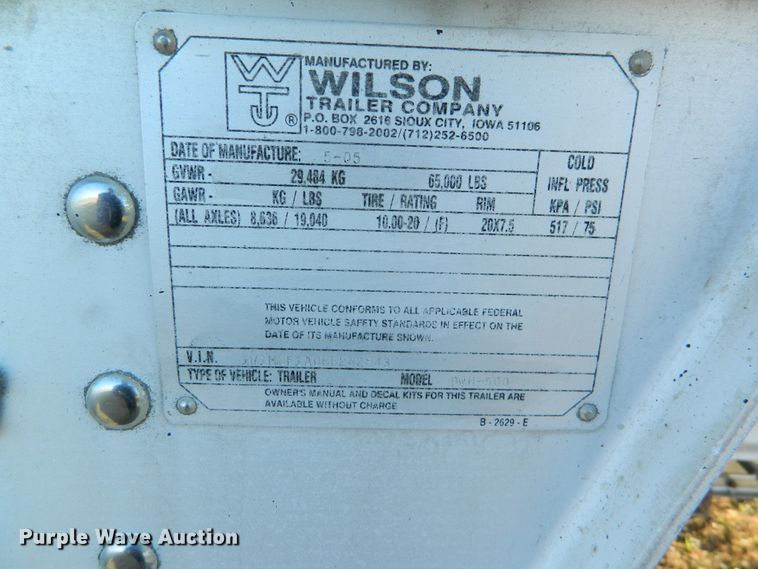 WT
®
MANUFACTURED BY:
WILSON
TRAILER COMPANY
P.O. BOX 2616 SIOUX CITY, IOWA 51106
1-800-798-2002/(712)252-6500
DATE OF MANUFACTURE: 5-05 COLD
GVWR - 29,484 KG 65,000 LBS INFL PRESS
GAWR - KG / LBS TIRE / RATING RIM KPA / PSI
(ALL AXLES) 8,636 / 19,040 10.00-20 / (F) 20X7.5 517 / 75
THIS VEHICLE CONFORMS TO ALL APPLICABLE FEDERAL
MOTOR VEHICLE SAFETY STANDARDS IN EFFECT ON THE
DATE OF ITS MANUFACTURE SHOWN.
V.I.N.
TYPE OF VEHICLE: TRAILER MODEL
OWNER'S MANUAL AND DECAL KITS FOR THIS TRAILER ARE
AVAILABLE WITHOUT CHARGE
B - 2629 - E
Purple Wave Auction